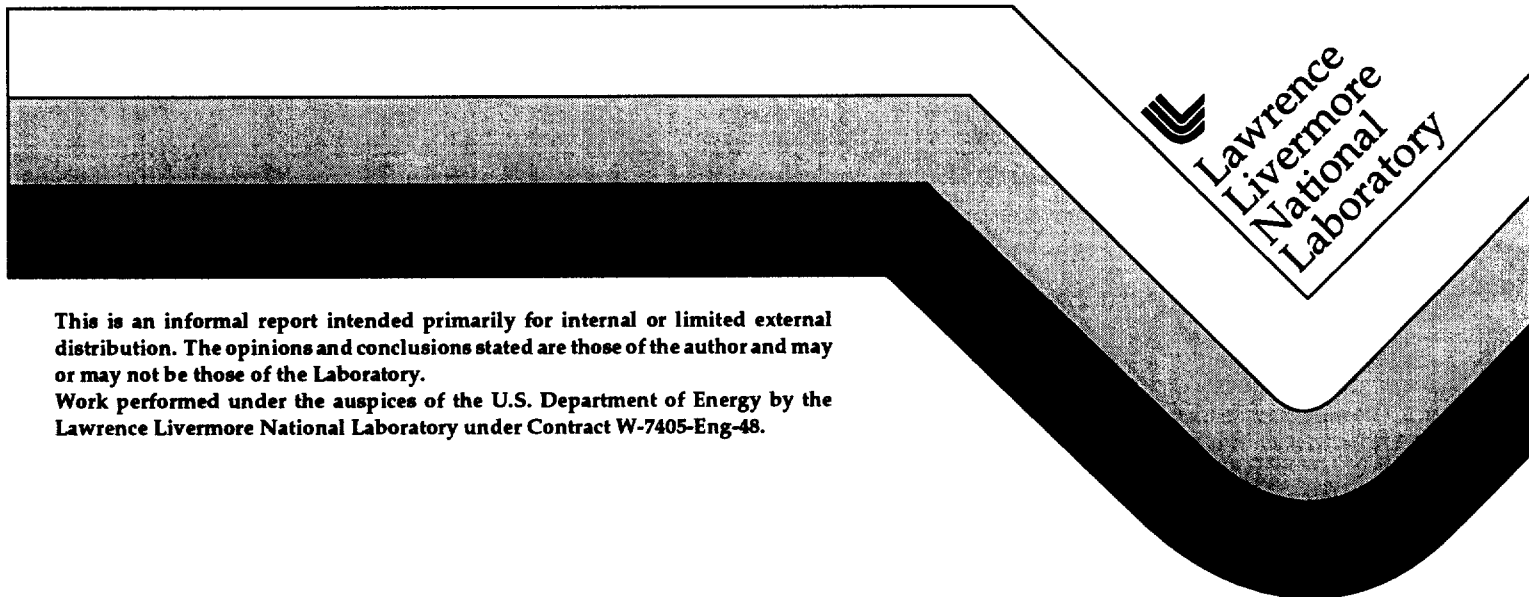 Lawrence
Livermore
National
Laboratory
This is an informal report intended primarily for internal or limited external
distribution. The opinions and conclusions stated are those of the author and may
or may not be those of the Laboratory.
Work performed under the auspices of the U.S. Department of Energy by the
Lawrence Livermore National Laboratory under Contract W-7405-Eng-48.